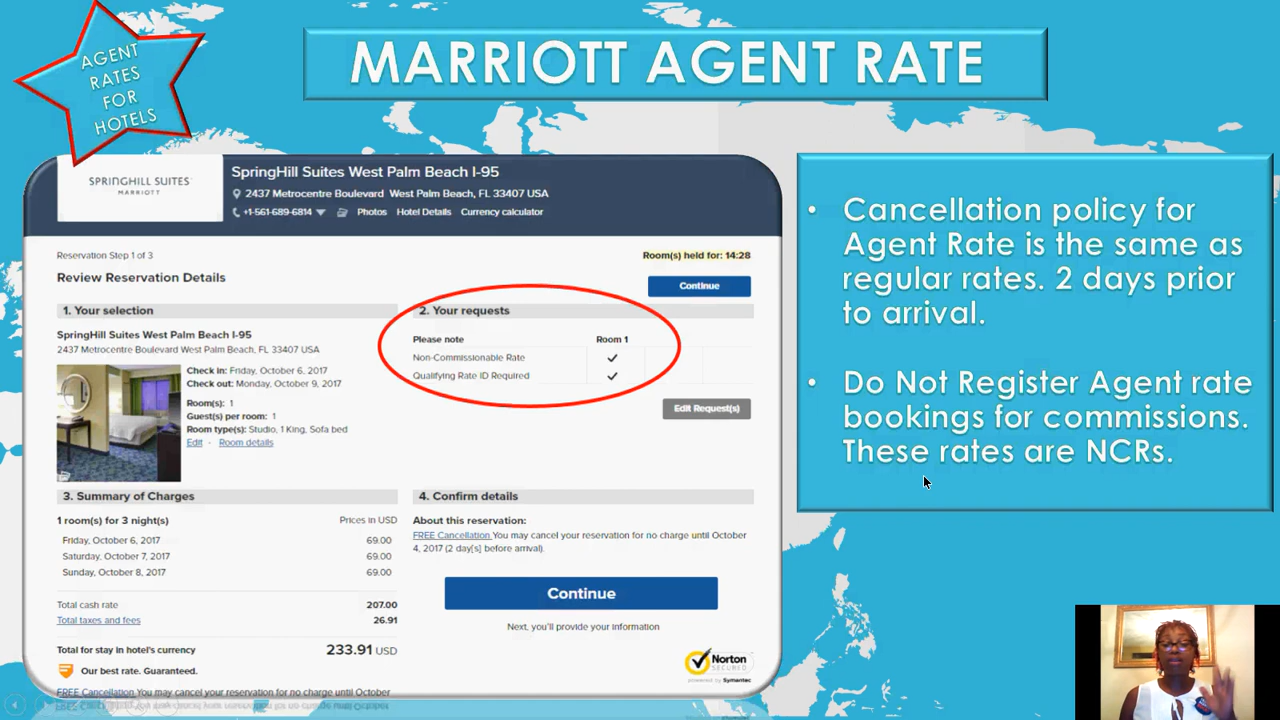 AGENT
RATES
FOR
HOTELS
MARRIOTT AGENT RATE
SPRINGHILL SUITES
MARRIOTT
SpringHill Suites West Palm Beach I-95
2437 Metrocentre Boulevard West Palm Beach, FL 33407 USA
+1-561-689-6814 Photos Hotel Details Currency calculator
Reservation Step 1 of 3
Room(s) held for: 14:28
Review Reservation Details
Continue
1. Your selection
SpringHill Suites West Palm Beach I-95
2437 Metrocentre Boulevard West Palm Beach, FL 33407 USA
Check in: Friday, October 6, 2017
Check out: Monday, October 9, 2017
Room(s): 1
Guest(s) per room: 1
Room type(s): Studio, 1 King, Sofa bed
Edit · Room details
2. Your requests
Please note Room 1
Non-Commissionable Rate ✓
Qualifying Rate ID Required ✓
Edit Request(s)
3. Summary of Charges
1 room(s) for 3 night(s) Prices in USD
Friday, October 6, 2017 69.00
Saturday, October 7, 2017 69.00
Sunday, October 8, 2017 69.00
Total cash rate 207.00
Total taxes and fees 26.91
Total for stay in hotel's currency 233.91 USD
Our best rate. Guaranteed.
FREE Cancellation You may cancel your reservation for no charge until October
4. Confirm details
About this reservation:
FREE Cancellation You may cancel your reservation for no charge until October
4, 2017 (2 day[s] before arrival).
Continue
Next, you'll provide your information
Norton
SECURED
powered by Symantec
• Cancellation policy for
Agent Rate is the same as
regular rates. 2 days prior
to arrival.
• Do Not Register Agent rate
bookings for commissions.
These rates are NCRs.